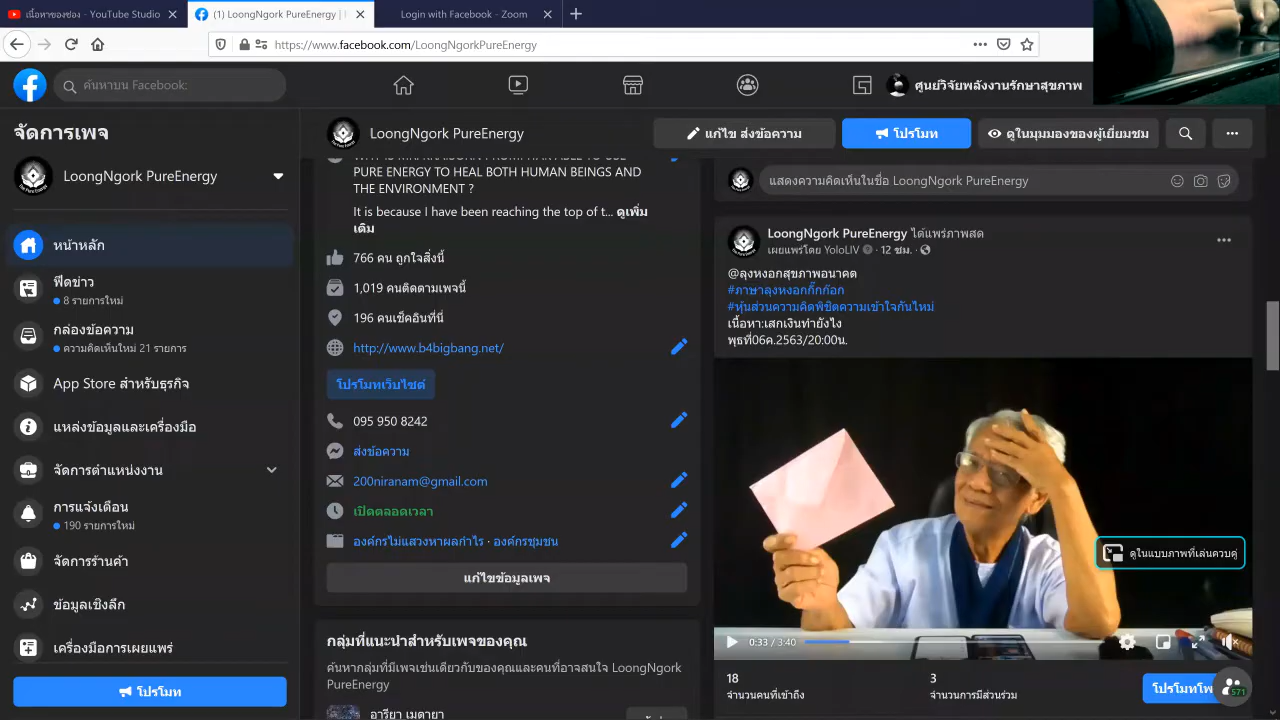 เนื้อหาของช่อง - YouTube Studio
(1) LoongNgork PureEnergy |
Login with Facebook - Zoom
https://www.facebook.com/LoongNgorkPureEnergy
ค้นหาบน Facebook:
ศูนย์วิจัยพลังงานรักษาสุขภาพ
จัดการเพจ
LoongNgork PureEnergy
หน้าหลัก
ฟีดข่าว
8 รายการใหม่
กล่องข้อความ
ความคิดเห็นใหม่ 21 รายการ
App Store สำหรับธุรกิจ
แหล่งข้อมูลและเครื่องมือ
จัดการตำแหน่งงาน
การแจ้งเตือน
190 รายการใหม่
จัดการร้านค้า
ข้อมูลเชิงลึก
เครื่องมือการเผยแพร่
โปรโมท
LoongNgork PureEnergy
แก้ไข ส่งข้อความ
โปรโมท
ดูในมุมมองของผู้เยี่ยมชม
PURE ENERGY TO HEAL BOTH HUMAN BEINGS AND
THE ENVIRONMENT ?
It is because I have been reaching the top of t... ดูเพิ่ม
เติม
766 คน ถูกใจสิ่งนี้
1,019 คนติดตามเพจนี้
196 คนเช็คอินที่นี่
http://www.b4bigbang.net/
โปรโมทเว็บไซต์
095 950 8242
ส่งข้อความ
200niranam@gmail.com
เปิดตลอดเวลา
องค์กรไม่แสวงหาผลกำไร · องค์กรชุมชน
แก้ไขข้อมูลเพจ
กลุ่มที่แนะนำสำหรับเพจของคุณ
ค้นหากลุ่มที่มีเพจเช่นเดียวกับของคุณและคนที่อาจสนใจ LoongNgork
PureEnergy
อารียา เมดายา
แสดงความคิดเห็นในชื่อ LoongNgork PureEnergy
LoongNgork PureEnergy ได้แพร่ภาพสด
เผยแพร่โดย YoloLIV · 12 ชม. ·
@ลุงหงอกสุขภาพอนาคต
#ภาษาลุงหงอกกิ๊กก๊อก
#หุ้นส่วนความคิดพิชิตความเข้าใจกันไหม่
เนื้อหา:เสกเงินทำยังไง
พุธที่06ค.2563/20:00น.
ดูในแบบภาพที่เล่นควบคู่
0:33 / 3:40
18
จำนวนคนที่เข้าถึง
3
จำนวนการมีส่วนร่วม
โปรโมทโพ
571